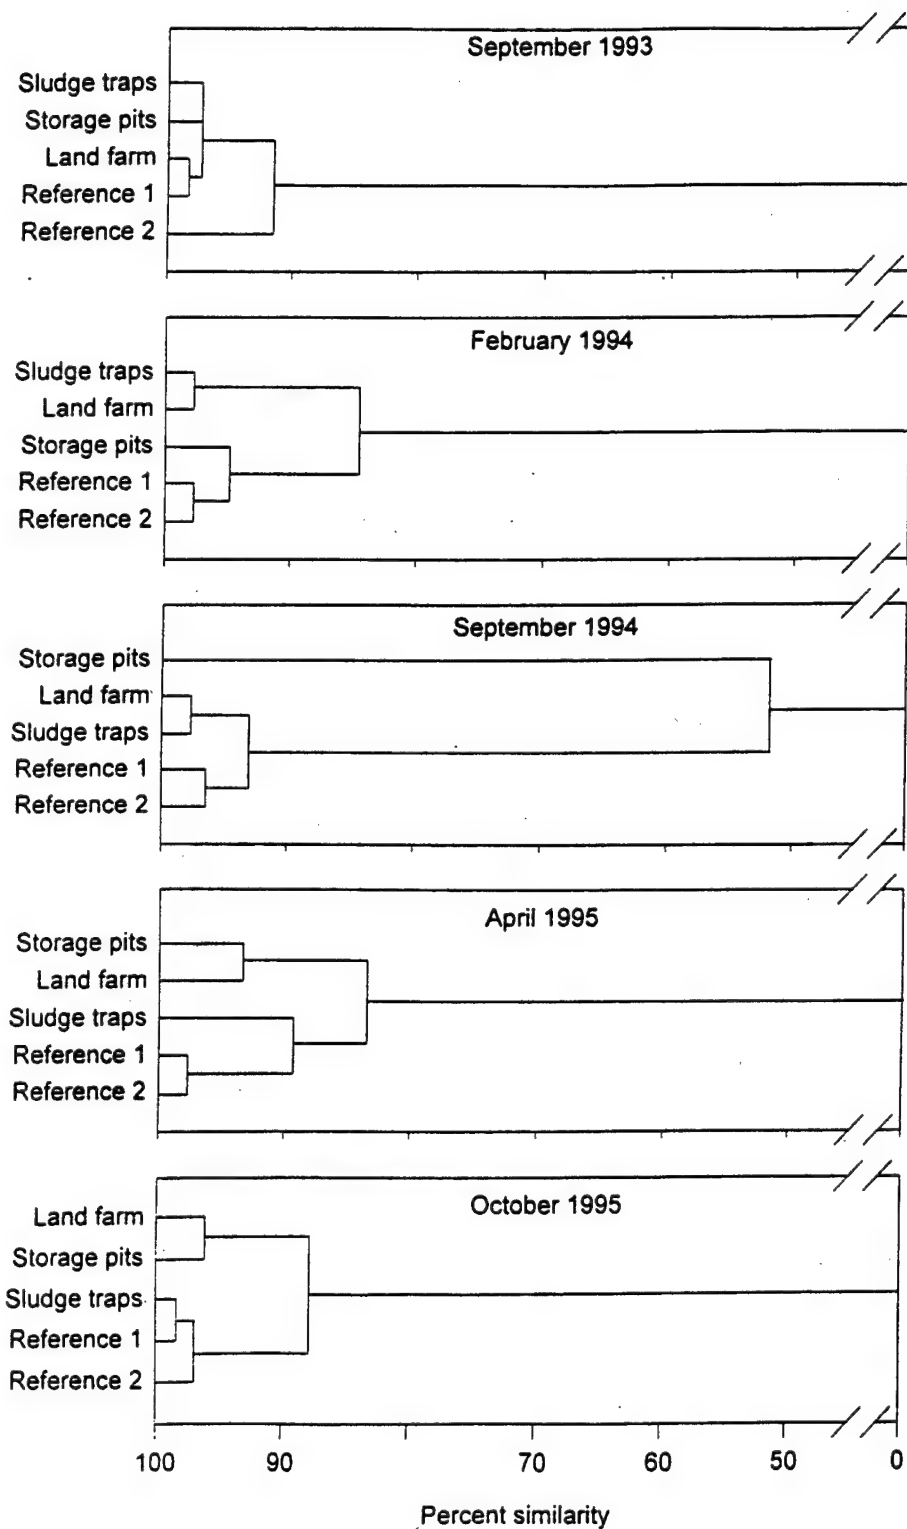 September 1993
Sludge traps
Storage pits
Land farm
Reference 1
Reference 2
February 1994
Sludge traps
Land farm
Storage pits
Reference 1
Reference 2
September 1994
Storage pits
Land farm
Sludge traps
Reference 1
Reference 2
April 1995
Storage pits
Land farm
Sludge traps
Reference 1
Reference 2
October 1995
Land farm
Storage pits
Sludge traps
Reference 1
Reference 2
100 90 70 60 50 0
Percent similarity